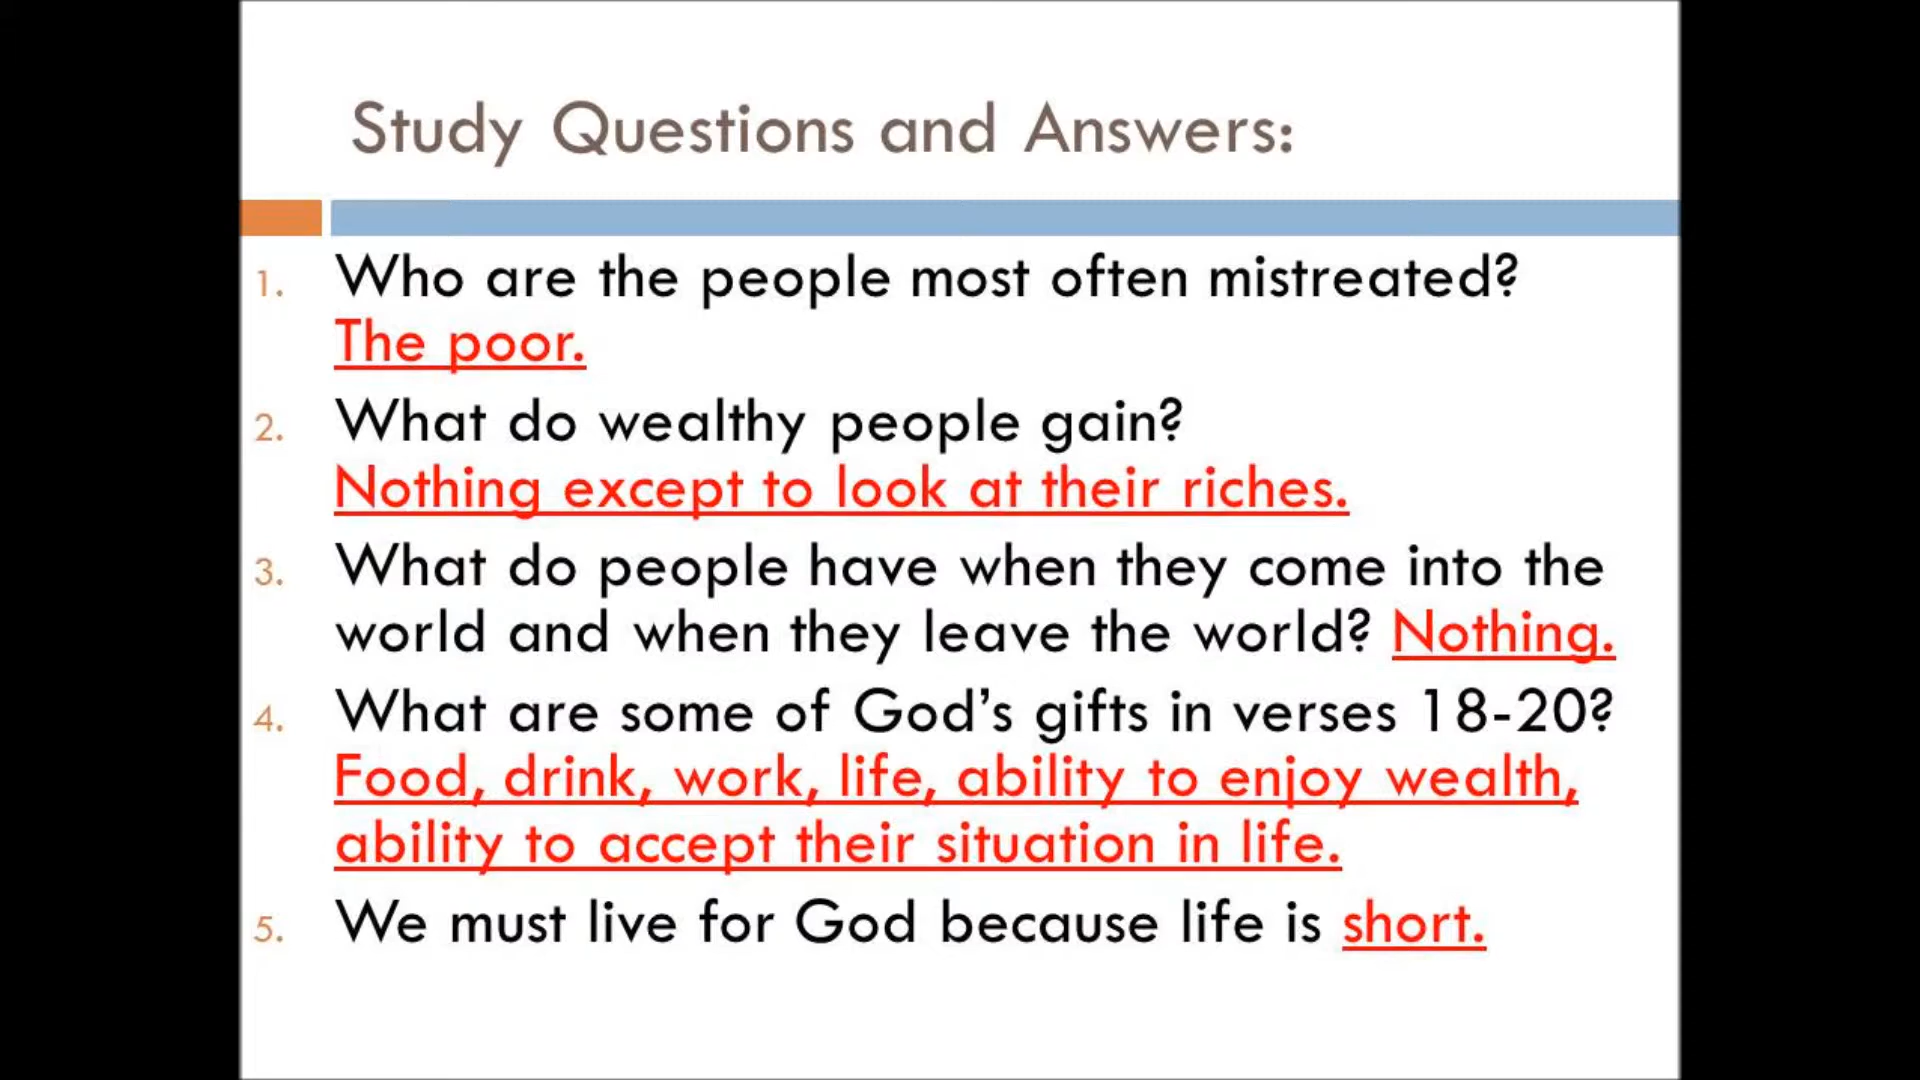 Study Questions and Answers:
1. Who are the people most often mistreated?
The poor.
2. What do wealthy people gain?
Nothing except to look at their riches.
3. What do people have when they come into the
world and when they leave the world? Nothing.
4. What are some of God’s gifts in verses 18-20?
Food, drink, work, life, ability to enjoy wealth,
ability to accept their situation in life.
5. We must live for God because life is short.